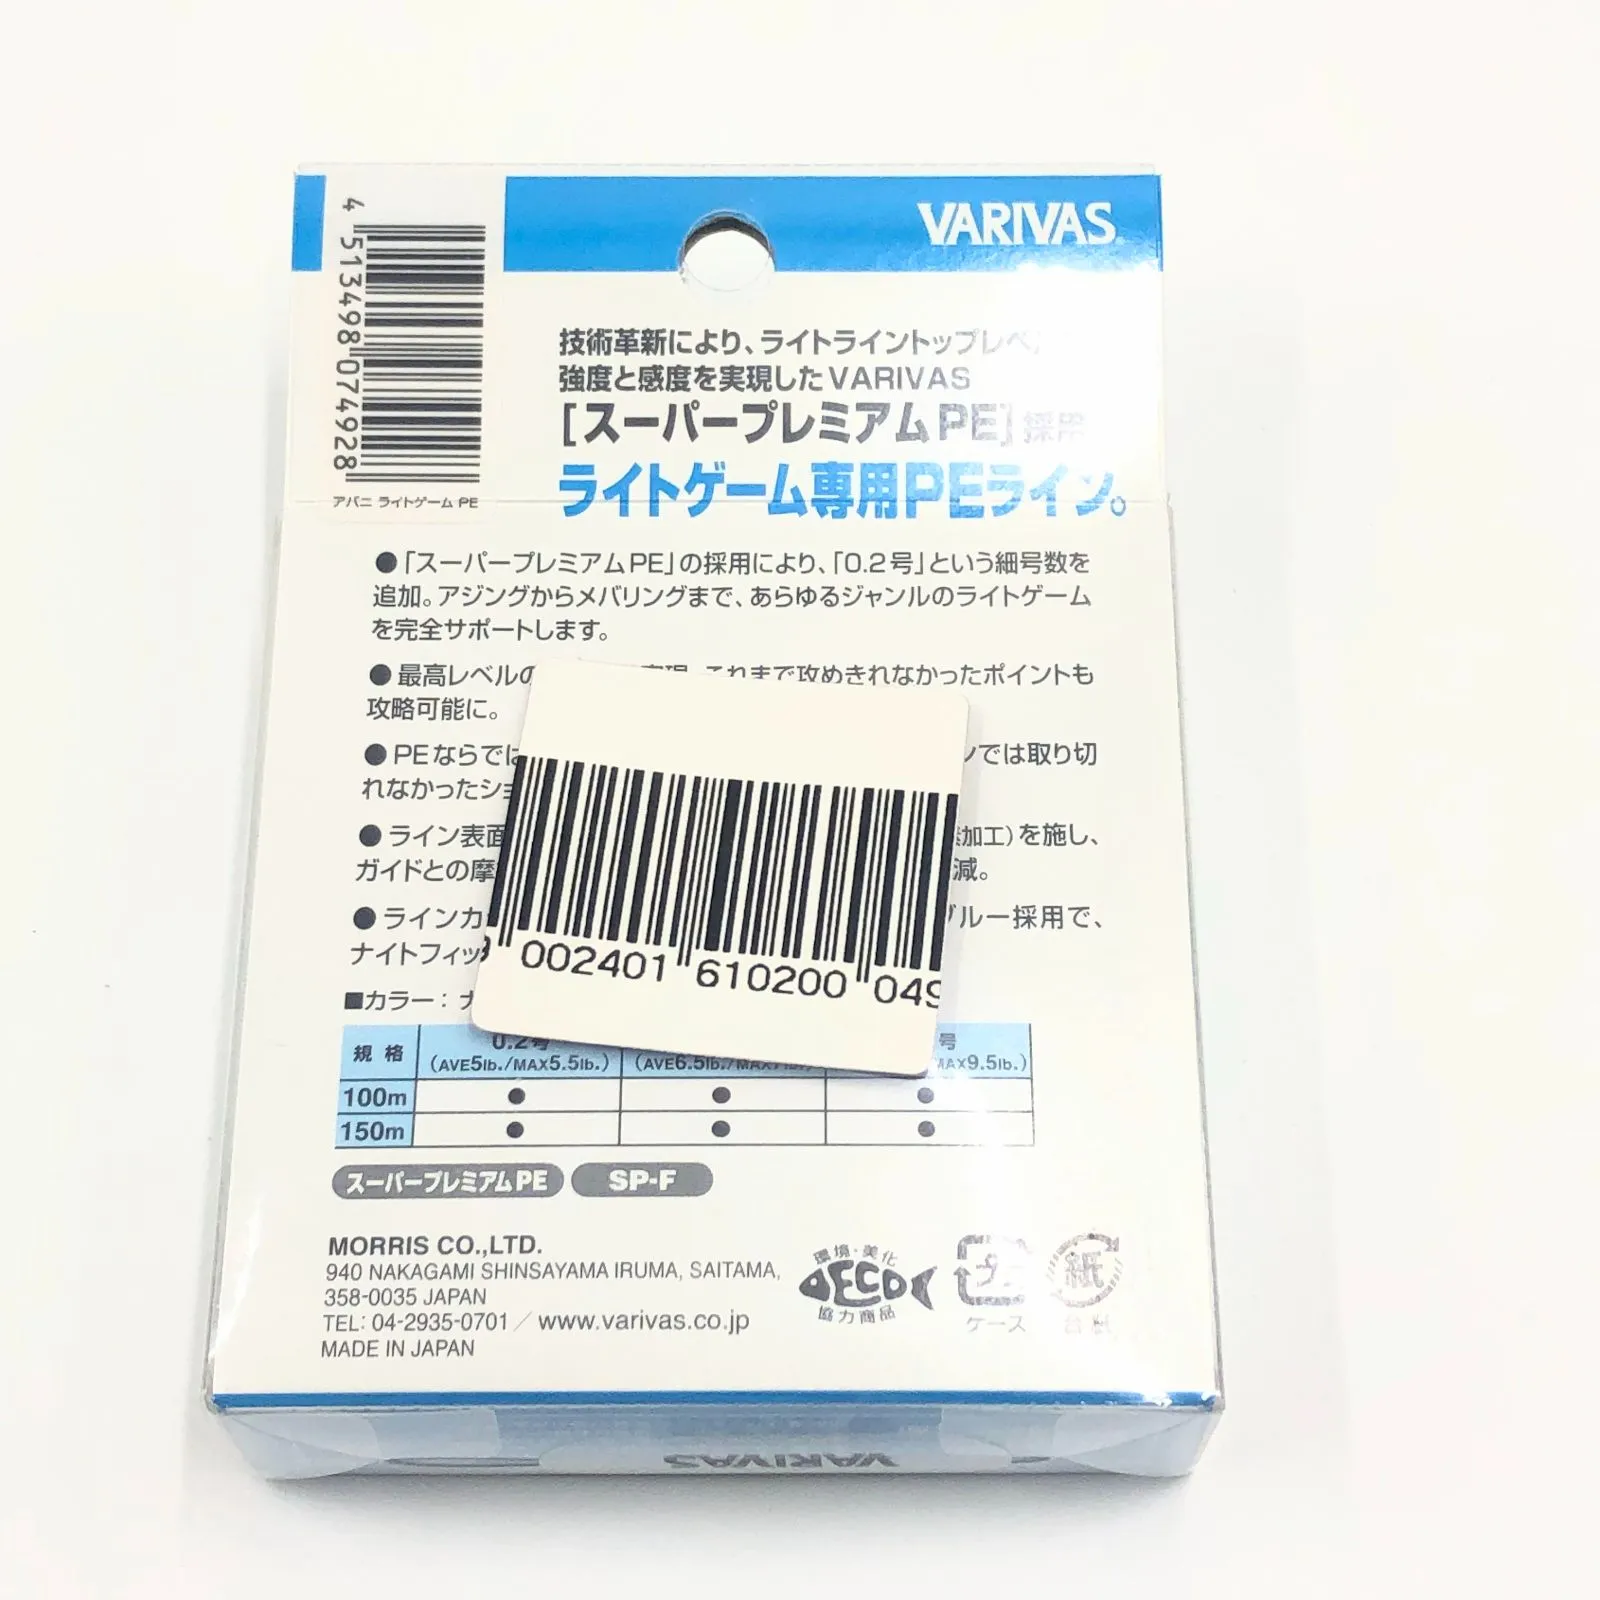 VARIVAS
4 513498 074928
アバニ ライトゲーム PE
技術革新により、ライトライントップレベ
強度と感度を実現したVARIVAS
[スーパープレミアムPE]採用
ライトゲーム専用PEライン。
●「スーパープレミアムPE」の採用により、「0.2号」という細号数を
追加。アジングからメバリングまで、あらゆるジャンルのライトゲーム
を完全サポートします。
●最高レベルの 実現。これまで攻めきれなかったポイントも
攻略可能に。
●PEならでは では取り切
れなかったショ
●ライン表面 加工)を施し、
ガイドとの摩 減。
●ラインカ ブルー採用で、
ナイトフィッ
002401 610200 049
■カラー：ナ
規格 0.2号 号
(AVE5lb./MAX5.5lb.) (AVE6.5lb./MAX MAX9.5lb.)
100m ● ● ●
150m ● ● ●
スーパープレミアムPE SP-F
MORRIS CO.,LTD.
940 NAKAGAMI SHINSAYAMA IRUMA, SAITAMA,
358-0035 JAPAN
TEL: 04-2935-0701／www.varivas.co.jp
MADE IN JAPAN
環境・美化
ECO
協力商品
プラ
ケース
紙
台紙
VARIVAS